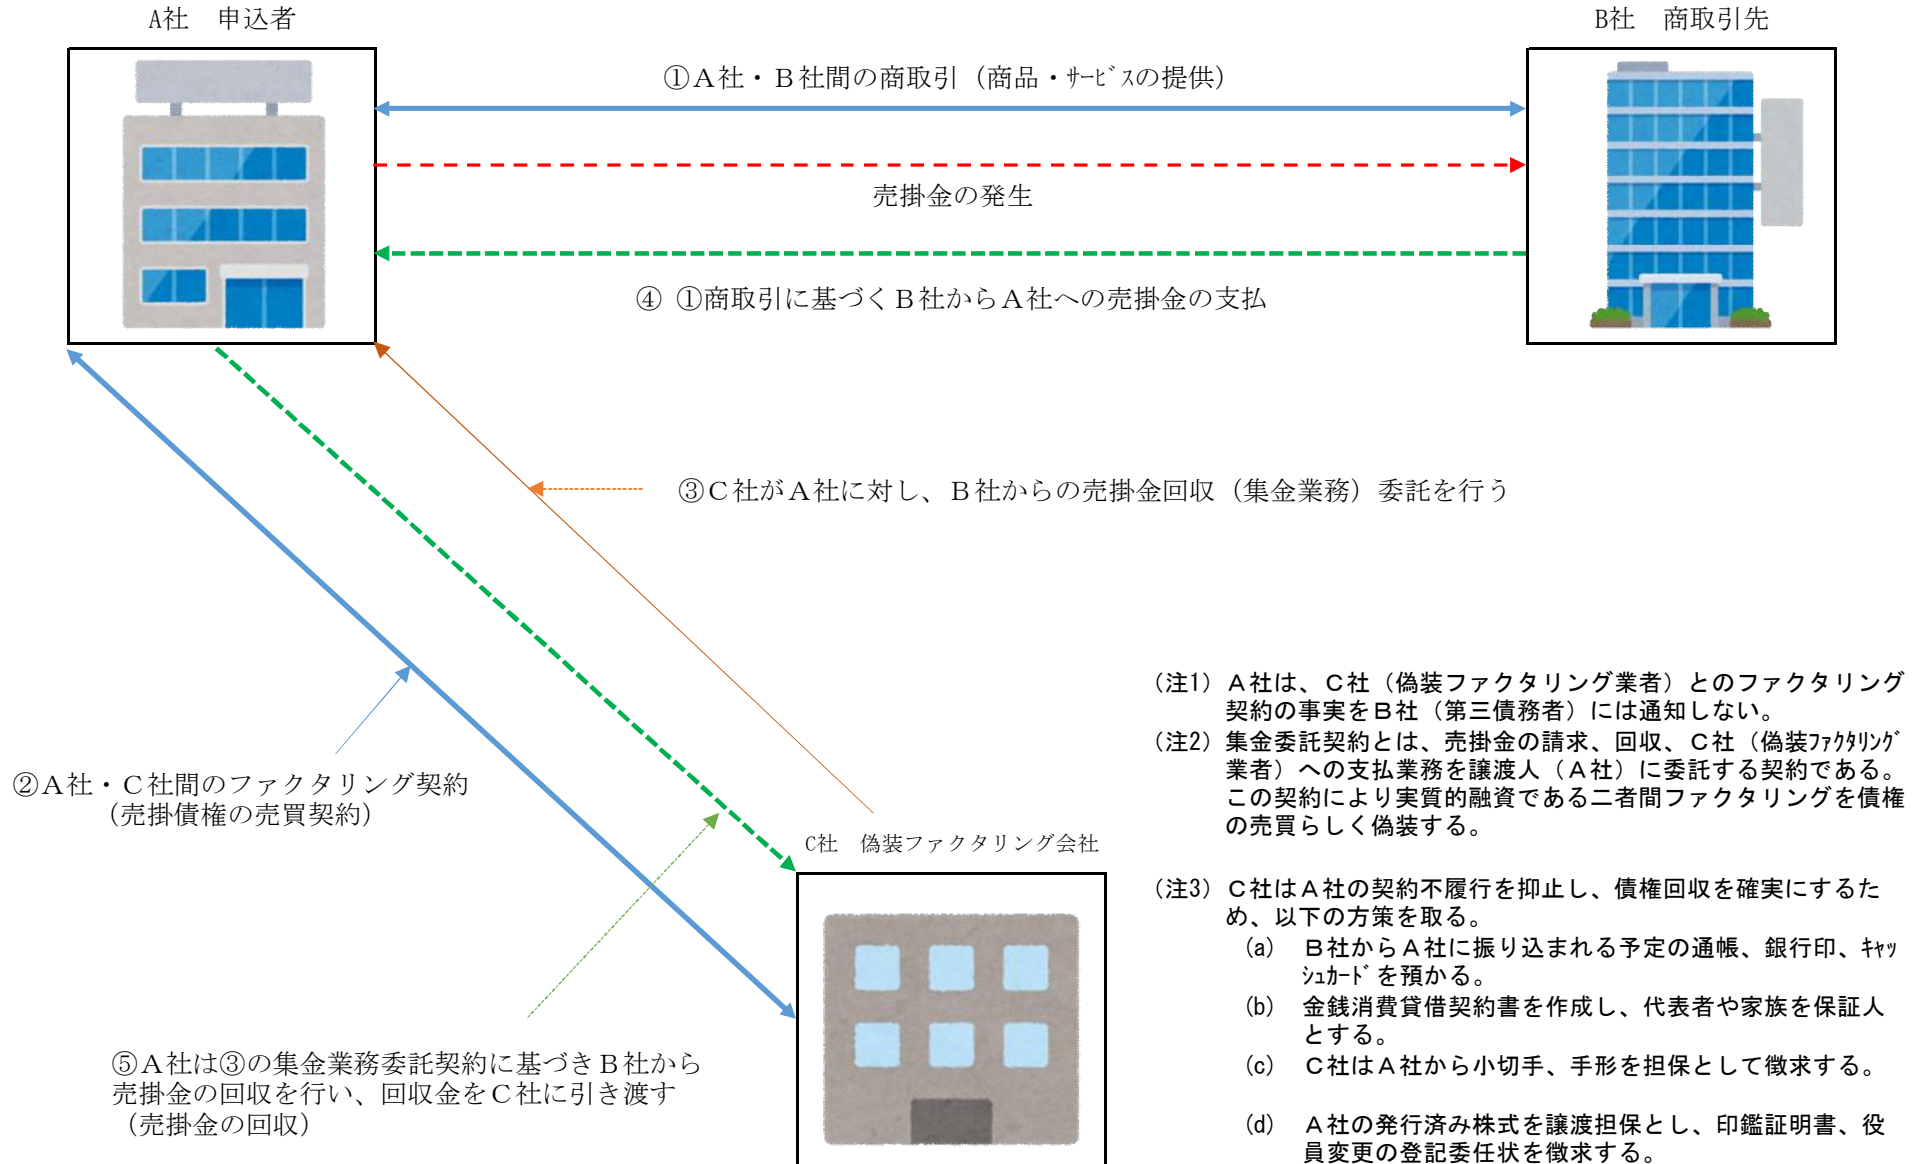 A社　申込者
B社　商取引先
①Ａ社・Ｂ社間の商取引（商品・ｻｰﾋﾞｽの提供）
売掛金の発生
④ ①商取引に基づくＢ社からＡ社への売掛金の支払
③Ｃ社がＡ社に対し、Ｂ社からの売掛金回収（集金業務）委託を行う
②Ａ社・Ｃ社間のファクタリング契約
（売掛債権の売買契約）
C社　偽装ファクタリング会社
⑤Ａ社は③の集金業務委託契約に基づきＢ社から
売掛金の回収を行い、回収金をＣ社に引き渡す
（売掛金の回収）
（注1）Ａ社は、Ｃ社（偽装ファクタリング業者）とのファクタリング
契約の事実をＢ社（第三債務者）には通知しない。
（注2）集金委託契約とは、売掛金の請求、回収、Ｃ社（偽装ﾌｧｸﾀﾘﾝｸﾞ
業者）への支払業務を譲渡人（Ａ社）に委託する契約である。
この契約により実質的融資である二者間ファクタリングを債権
の売買らしく偽装する。
（注3）Ｃ社はＡ社の契約不履行を抑止し、債権回収を確実にするた
め、以下の方策を取る。
(a)　Ｂ社からＡ社に振り込まれる予定の通帳、銀行印、ｷｬｯ
ｼｭｶｰﾄﾞを預かる。
(b)　金銭消費貸借契約書を作成し、代表者や家族を保証人
とする。
(c)　Ｃ社はＡ社から小切手、手形を担保として徴求する。
(d)　Ａ社の発行済み株式を譲渡担保とし、印鑑証明書、役
員変更の登記委任状を徴求する。